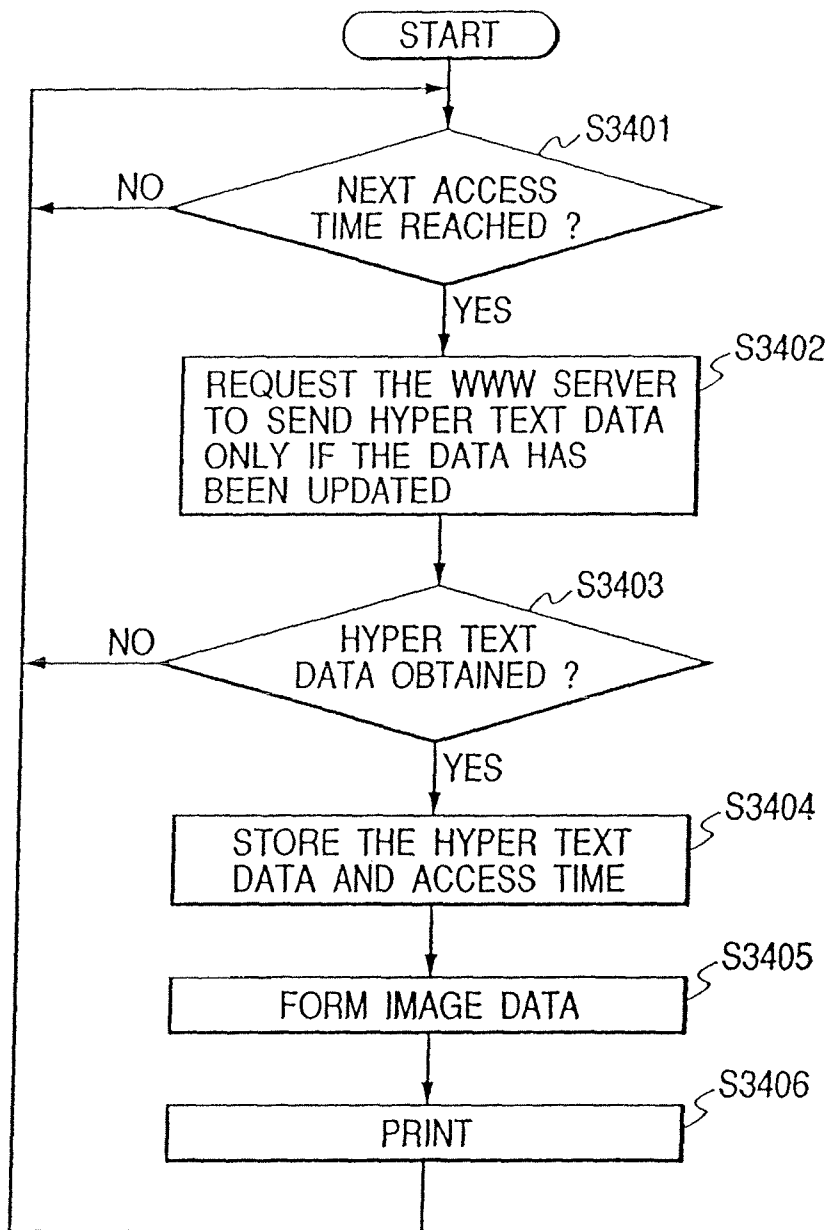 START
S3401
NO
NEXT ACCESS
TIME REACHED ?
YES
S3402
REQUEST THE WWW SERVER
TO SEND HYPER TEXT DATA
ONLY IF THE DATA HAS
BEEN UPDATED
S3403
NO
HYPER TEXT
DATA OBTAINED ?
YES
S3404
STORE THE HYPER TEXT
DATA AND ACCESS TIME
S3405
FORM IMAGE DATA
S3406
PRINT